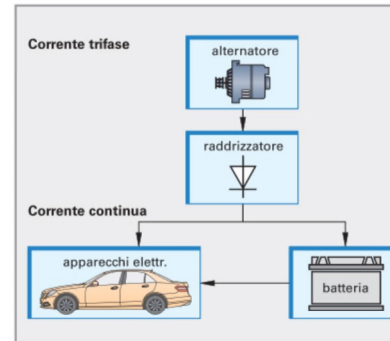 Corrente trifase
alternatore
raddrizzatore
Corrente continua
apparecchi elettr.
batteria